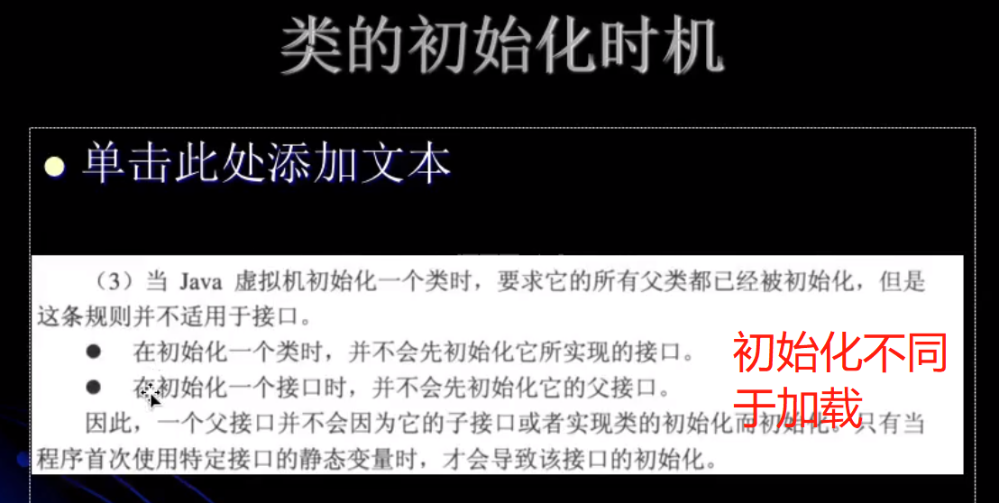 类的初始化时机
单击此处添加文本
（3）当 Java 虚拟机初始化一个类时，要求它的所有父类都已经被初始化，但是
这条规则并不适用于接口。
在初始化一个类时，并不会先初始化它所实现的接口。
在初始化一个接口时，并不会先初始化它的父接口。
因此，一个父接口并不会因为它的子接口或者实现类的初始化而初始化。只有当
程序首次使用特定接口的静态变量时，才会导致该接口的初始化。
初始化不同
于加载